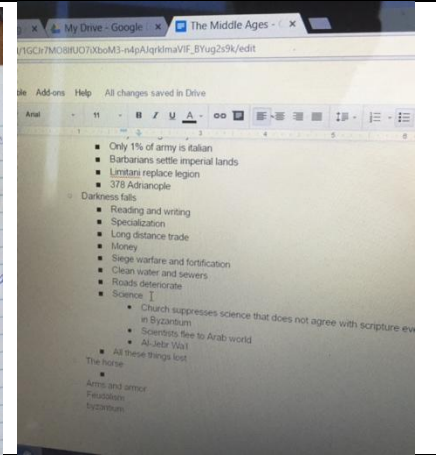 My Drive - Google
The Middle Ages -
/edit
Add-ons Help All changes saved in Drive
Arial 11 B I U A
Only 1% of army is italian
Barbarians settle imperial lands
Limitani replace legion
378 Adrianople
Darkness falls
Reading and writing
Specialization
Long distance trade
Money
Siege warfare and fortification
Clean water and sewers
Roads deteriorate
Science
Church suppresses science that does not agree with scripture
in Byzantium
Scientists flee to Arab world
All these things lost
The horse
Arms and armor
Feudalism
byzantium